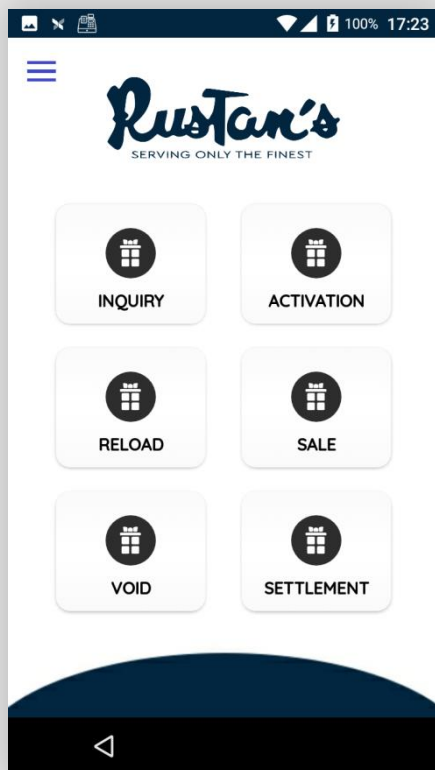 100% 17:23
Rustan's
SERVING ONLY THE FINEST
INQUIRY
ACTIVATION
RELOAD
SALE
VOID
SETTLEMENT